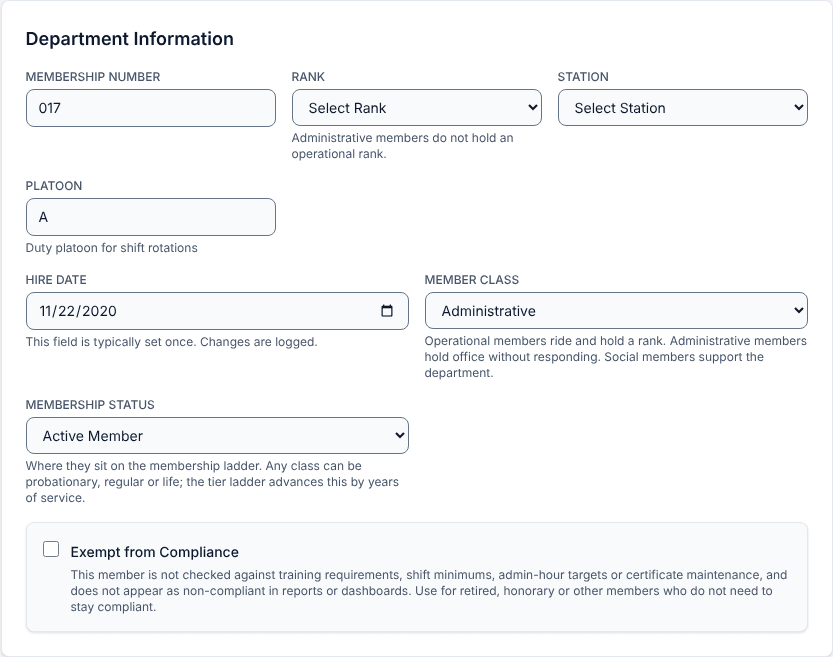 Department Information
MEMBERSHIP NUMBER
017
RANK
Select Rank
Administrative members do not hold an
operational rank.
STATION
Select Station
PLATOON
A
Duty platoon for shift rotations
HIRE DATE
11/22/2020
This field is typically set once. Changes are logged.
MEMBER CLASS
Administrative
Operational members ride and hold a rank. Administrative members
hold office without responding. Social members support the
department.
MEMBERSHIP STATUS
Active Member
Where they sit on the membership ladder. Any class can be
probationary, regular or life; the tier ladder advances this by years
of service.
Exempt from Compliance
This member is not checked against training requirements, shift minimums, admin-hour targets or certificate maintenance, and
does not appear as non-compliant in reports or dashboards. Use for retired, honorary or other members who do not need to
stay compliant.